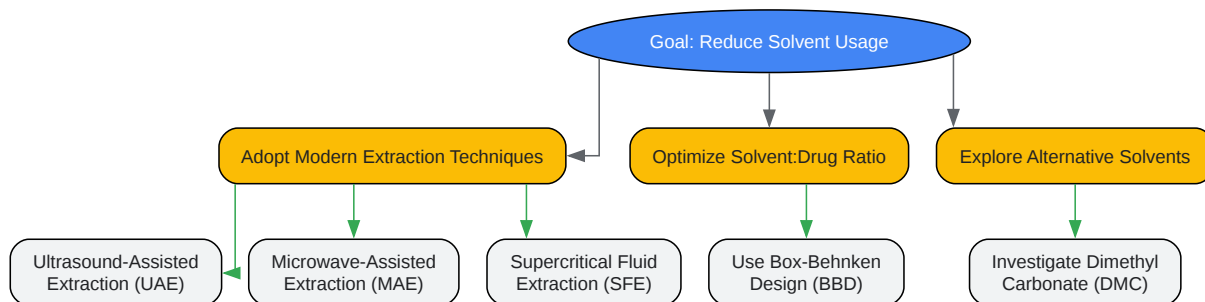 Goal: Reduce Solvent Usage
Adopt Modern Extraction Techniques
Optimize Solvent:Drug Ratio
Explore Alternative Solvents
Ultrasound-Assisted
Extraction (UAE)
Microwave-Assisted
Extraction (MAE)
Supercritical Fluid
Extraction (SFE)
Use Box-Behnken
Design (BBD)
Investigate Dimethyl
Carbonate (DMC)